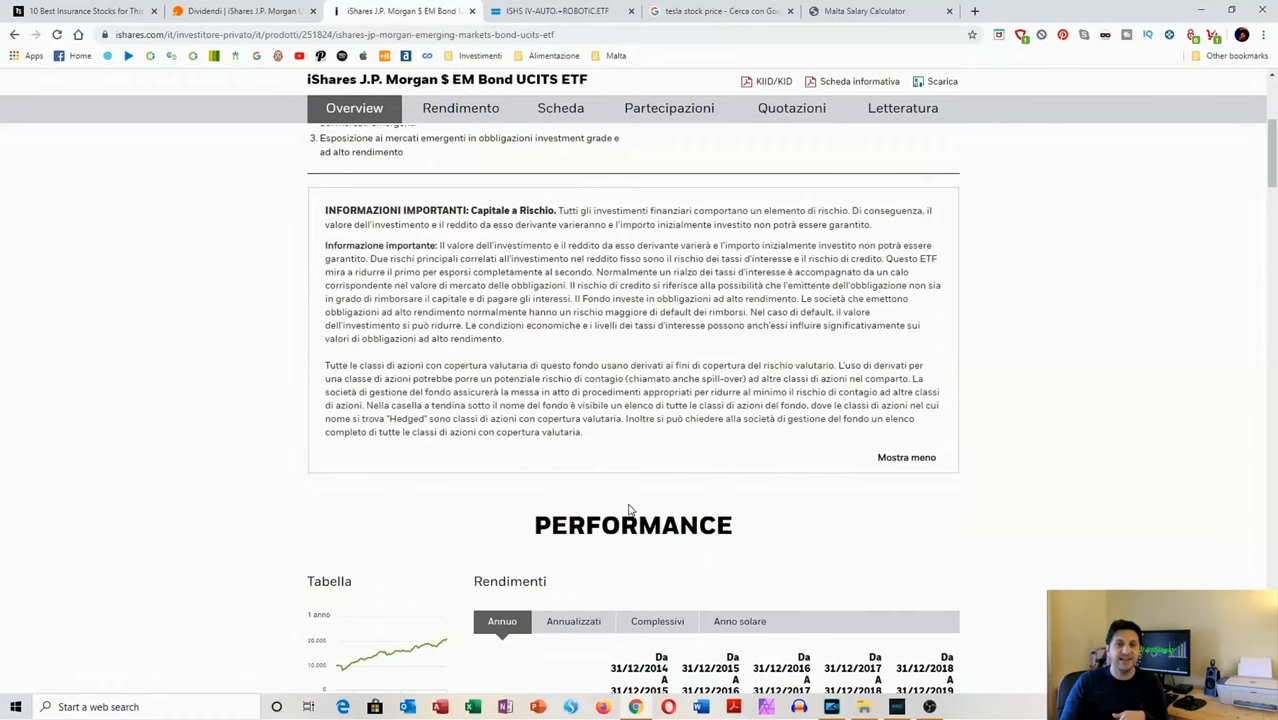 10 Best Insurance Stocks for This
Dividendi | iShares J.P. Morgan U
iShares J.P. Morgan $ EM Bond U
ISHS IV-AUTO.+ROBOTIC.ETF
tesla stock price - Cerca con Goo
Malta Salary Calculator
ishares.com/it/investitore-privato/it/prodotti/251824/ishares-jp-morgan-emerging-markets-bond-ucits-etf
Apps
Home
Investimenti
Alimentazione
Malta
Other bookmarks
iShares J.P. Morgan $ EM Bond UCITS ETF
KIID/KID
Scheda informativa
Scarica
Overview
Rendimento
Scheda
Partecipazioni
Quotazioni
Letteratura
3. Esposizione ai mercati emergenti in obbligazioni investment grade e
ad alto rendimento
INFORMAZIONI IMPORTANTI: Capitale a Rischio. Tutti gli investimenti finanziari comportano un elemento di rischio. Di conseguenza, il
valore dell'investimento e il reddito da esso derivante varieranno e l'importo inizialmente investito non potrà essere garantito.
Informazione importante: Il valore dell'investimento e il reddito da esso derivante varierà e l'importo inizialmente investito non potrà essere
garantito. Due rischi principali correlati all'investimento nel reddito fisso sono il rischio dei tassi d'interesse e il rischio di credito. Questo ETF
mira a ridurre il primo per esporsi completamente al secondo. Normalmente un rialzo dei tassi d'interesse è accompagnato da un calo
corrispondente nel valore di mercato delle obbligazioni. Il rischio di credito si riferisce alla possibilità che l'emittente dell'obbligazione non sia
in grado di rimborsare il capitale e di pagare gli interessi. Il Fondo investe in obbligazioni ad alto rendimento. Le società che emettono
obbligazioni ad alto rendimento normalmente hanno un rischio maggiore di default dei rimborsi. Nel caso di default, il valore
dell'investimento si può ridurre. Le condizioni economiche e i livelli dei tassi d'interesse possono anch'essi influire significativamente sui
valori di obbligazioni ad alto rendimento.
Tutte le classi di azioni con copertura valutaria di questo fondo usano derivati ai fini di copertura del rischio valutario. L'uso di derivati per
una classe di azioni potrebbe porre un potenziale rischio di contagio (chiamato anche spill-over) ad altre classi di azioni nel comparto. La
società di gestione del fondo assicurerà la messa in atto di procedimenti appropriati per ridurre al minimo il rischio di contagio ad altre classi
di azioni. Nella casella a tendina sotto il nome del fondo è visibile un elenco di tutte le classi di azioni del fondo, dove le classi di azioni nel cui
nome si trova "Hedged" sono classi di azioni con copertura valutaria. Inoltre si può chiedere alla società di gestione del fondo un elenco
completo di tutte le classi di azioni con copertura valutaria.
Mostra meno
PERFORMANCE
Tabella
Rendimenti
1 anno
20.000
10.000
0
Annuo
Annualizzati
Complessivi
Anno solare
Da Da Da Da Da
31/12/2014 31/12/2015 31/12/2016 31/12/2017 31/12/2018
A A A A A
31/12/2015 31/12/2016 31/12/2017 31/12/2018 31/12/2019
Start a web search